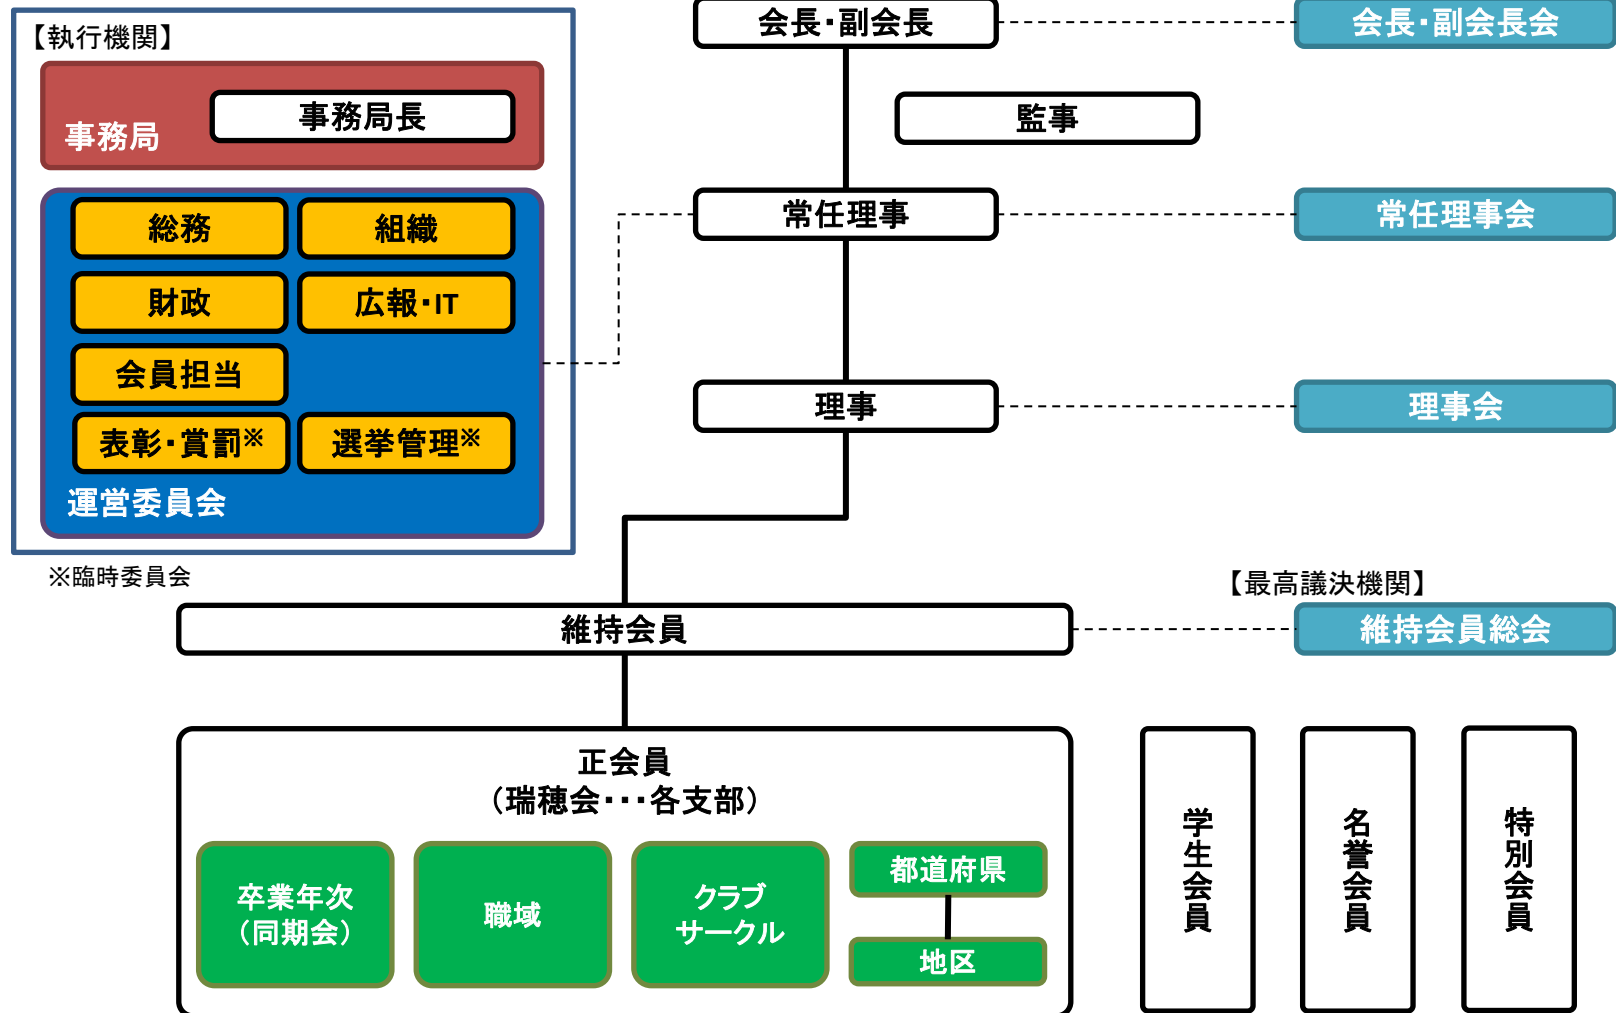 【執行機関】
事務局
事務局長
総務
組織
財政
広報・IT
会員担当
表彰・賞罰※
選挙管理※
運営委員会
※臨時委員会
会長・副会長
会長・副会長会
監事
常任理事
常任理事会
理事
理事会
【最高議決機関】
維持会員
維持会員総会
正会員
（瑞穂会・・・各支部）
卒業年次
（同期会）
職域
クラブ
サークル
都道府県
地区
学生会員
名誉会員
特別会員